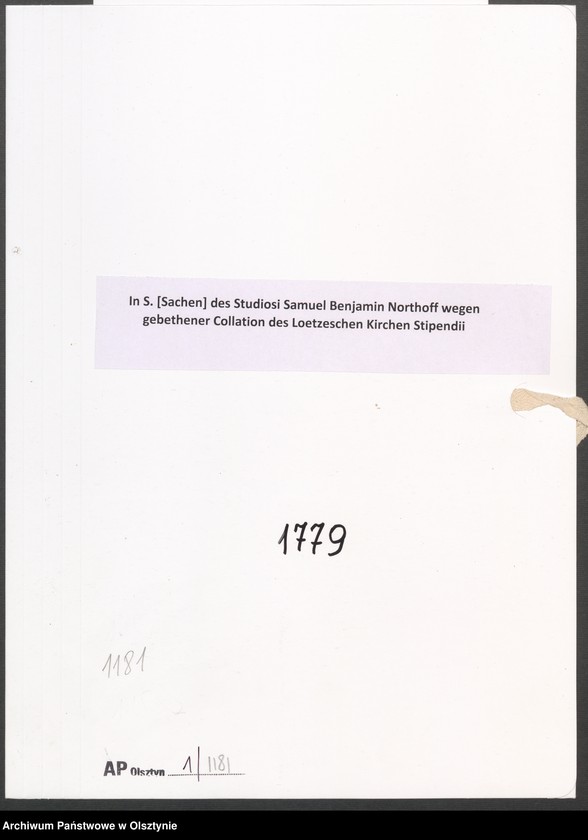 In S. [Sachen] des Studiosi Samuel Benjamin Northoff wegen
gebethener Collation des Loetzeschen Kirchen Stipendii
1779
1181
AP Olsztyn 1/1181
Archiwum Państwowe w Olsztynie